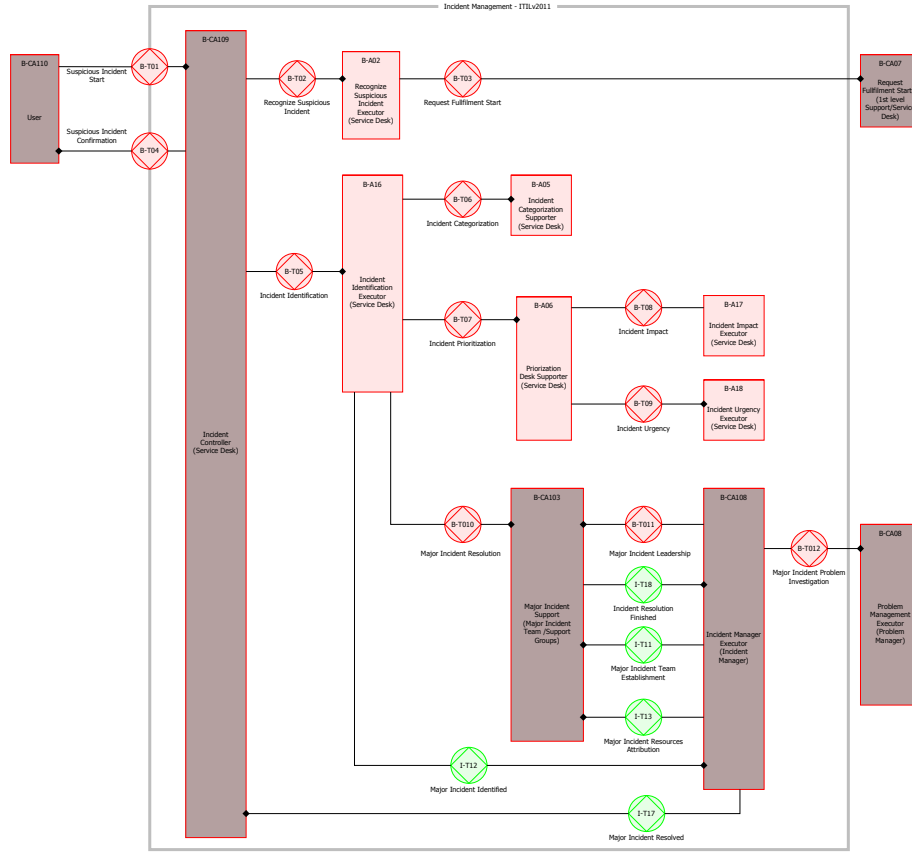 Incident Management - ITILv2011
B-CA110
User
Suspicious Incident
Start
B-T01
Suspicious Incident
Confirmation
B-T04
B-CA109
Incident
Controller
(Service Desk)
B-T02
Recognize Suspicious
Incident
B-A02
Recognize
Suspicious
Incident
Executor
(Service Desk)
B-T03
Request Fullfilment Start
B-CA07
Request
Fullfilment Start
(1st level
Support/Service
Desk)
B-T05
Incident Identification
B-A16
Incident
Identification
Executor
(Service Desk)
B-T06
Incident Categorization
B-A05
Incident
Categorization
Supporter
(Service Desk)
B-T07
Incident Prioritization
B-A06
Priorization
Desk Supporter
(Service Desk)
B-T08
Incident Impact
B-A17
Incident Impact
Executor
(Service Desk)
B-T09
Incident Urgency
B-A18
Incident Urgency
Executor
(Service Desk)
B-T010
Major Incident Resolution
B-CA103
Major Incident
Support
(Major Incident
Team /Support
Groups)
B-T011
Major Incident Leadership
I-T18
Incident Resolution
Finished
I-T11
Major Incident Team
Establishment
I-T13
Major Incident Resources
Attribution
B-CA108
Incident Manager
Executor
(Incident
Manager)
B-T012
Major Incident Problem
Investigation
B-CA08
Problem
Management
Executor
(Problem
Manager)
I-T12
Major Incident Identified
I-T17
Major Incident Resolved